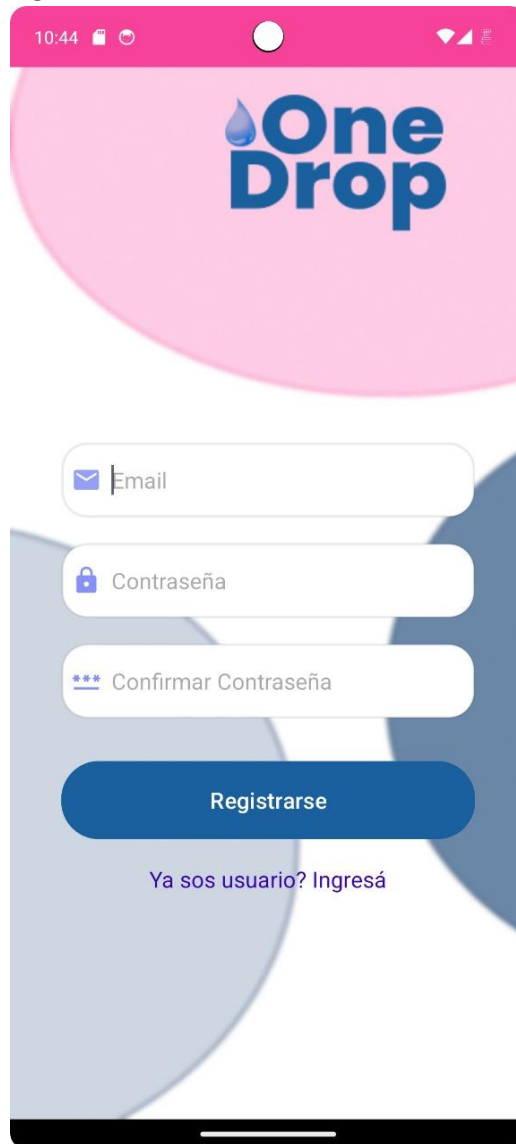 10:44
One
Drop
Email
Contraseña
*** Confirmar Contraseña
Registrarse
Ya sos usuario? Ingresá